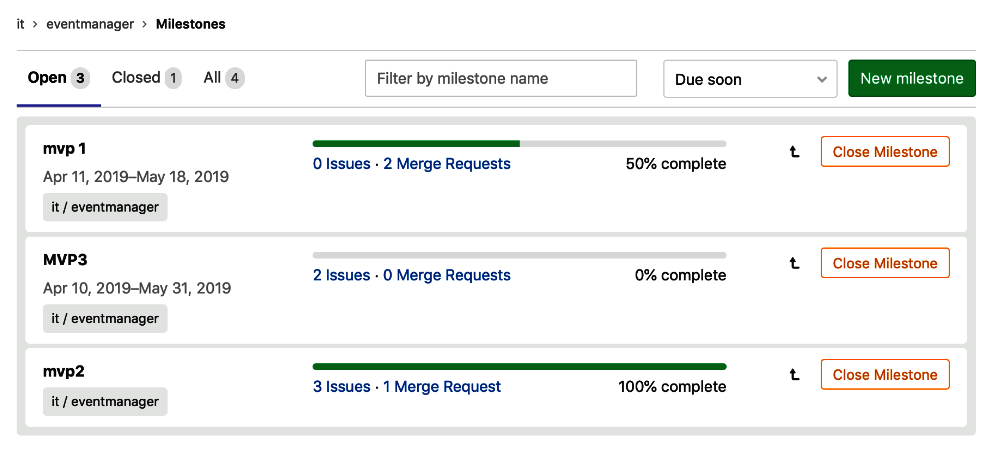 it › eventmanager › Milestones
Open 3 Closed 1 All 4 Filter by milestone name Due soon New milestone
mvp 1
0 Issues · 2 Merge Requests 50% complete Close Milestone
Apr 11, 2019–May 18, 2019
it / eventmanager
MVP3
2 Issues · 0 Merge Requests 0% complete Close Milestone
Apr 10, 2019–May 31, 2019
it / eventmanager
mvp2
3 Issues · 1 Merge Request 100% complete Close Milestone
it / eventmanager